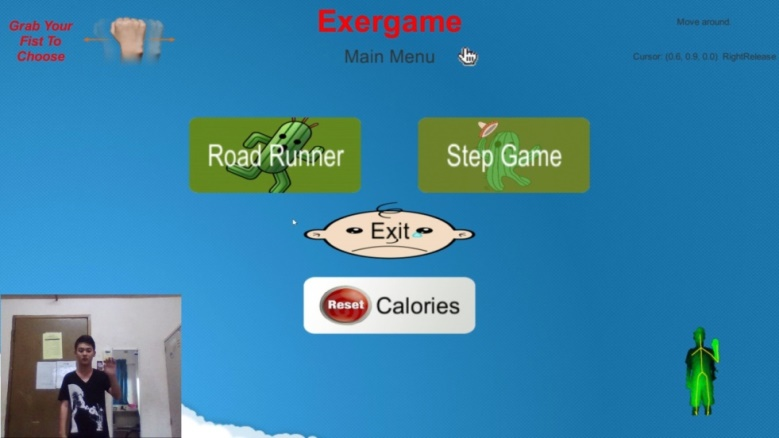 Grab Your
Fist To
Choose
Exergame
Main Menu
Move around.
Cursor: (0.6, 0.9, 0.0) RightRelease
Road Runner
Step Game
Exit
Reset Calories